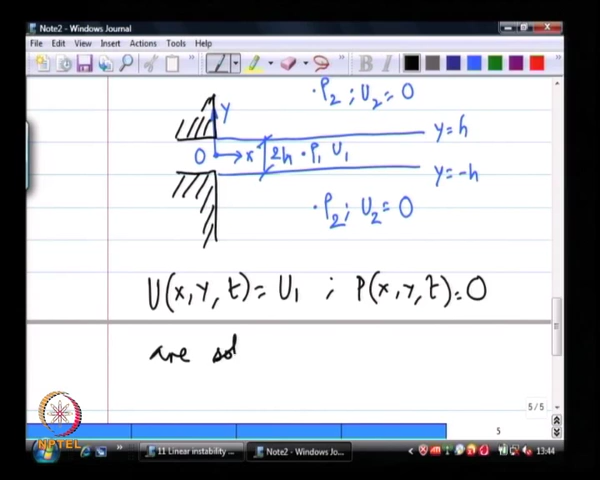 Note2 - Windows Journal
File Edit View Insert Actions Tools Help
B I
· ρ₂ ; U₂ = 0
y
y = h
O x 2h · ρ₁ U₁
y = -h
· ρ₂ ; U₂ = 0
U(x, y, t) = U₁ ; P(x, y, t) = 0
are sol
5 / 5
5
NPTEL
11 Linear instability
Note2 - Windows Jo...
13:44